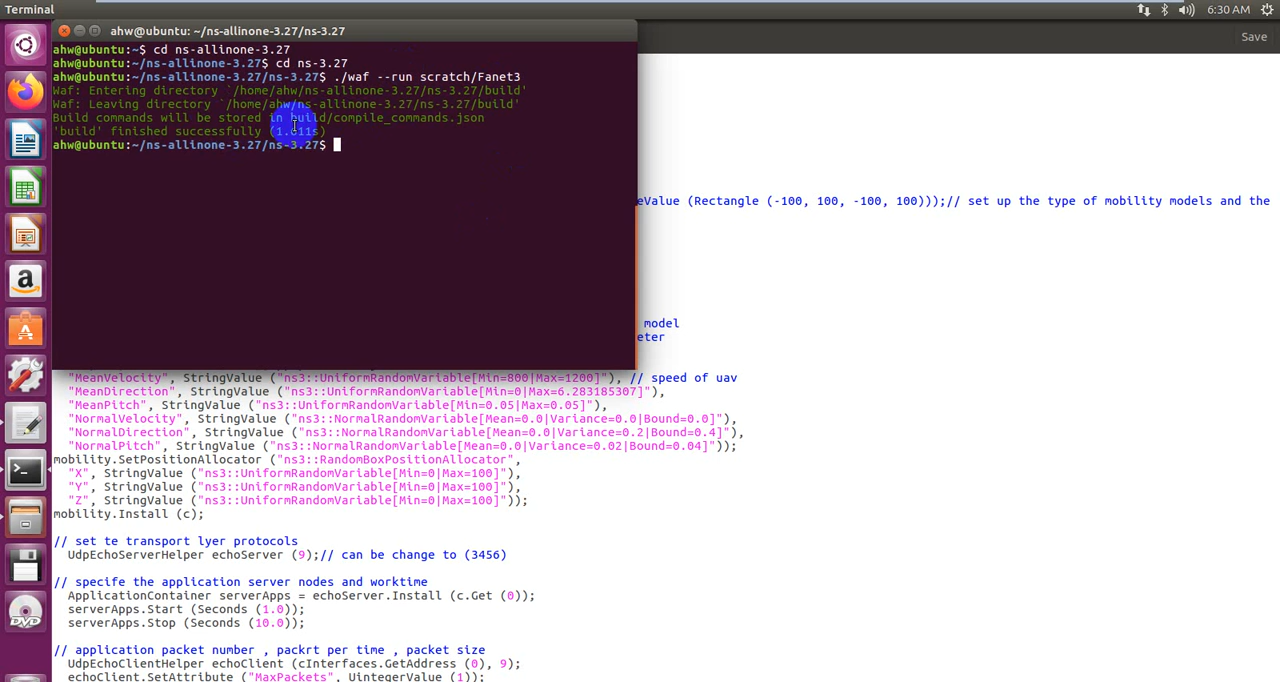 Terminal
6:30 AM
ahw@ubuntu: ~/ns-allinone-3.27/ns-3.27
Save
ahw@ubuntu:~$ cd ns-allinone-3.27
ahw@ubuntu:~/ns-allinone-3.27$ cd ns-3.27
ahw@ubuntu:~/ns-allinone-3.27/ns-3.27$ ./waf --run scratch/Fanet3
Waf: Entering directory `/home/ahw/ns-allinone-3.27/ns-3.27/build'
Waf: Leaving directory `/home/ahw/ns-allinone-3.27/ns-3.27/build'
Build commands will be stored in build/compile_commands.json
'build' finished successfully (1.011s)
ahw@ubuntu:~/ns-allinone-3.27/ns-3.27$
eValue (Rectangle (-100, 100, -100, 100)));// set up the type of mobility models and the
model
eter
"MeanVelocity", StringValue ("ns3::UniformRandomVariable[Min=800|Max=1200]"), // speed of uav
"MeanDirection", StringValue ("ns3::UniformRandomVariable[Min=0|Max=6.283185307]"),
"MeanPitch", StringValue ("ns3::UniformRandomVariable[Min=0.05|Max=0.05]"),
"NormalVelocity", StringValue ("ns3::NormalRandomVariable[Mean=0.0|Variance=0.0|Bound=0.0]"),
"NormalDirection", StringValue ("ns3::NormalRandomVariable[Mean=0.0|Variance=0.2|Bound=0.4]"),
"NormalPitch", StringValue ("ns3::NormalRandomVariable[Mean=0.0|Variance=0.02|Bound=0.04]"));
mobility.SetPositionAllocator ("ns3::RandomBoxPositionAllocator",
"X", StringValue ("ns3::UniformRandomVariable[Min=0|Max=100]"),
"Y", StringValue ("ns3::UniformRandomVariable[Min=0|Max=100]"),
"Z", StringValue ("ns3::UniformRandomVariable[Min=0|Max=100]"));
mobility.Install (c);
// set te transport lyer protocols
UdpEchoServerHelper echoServer (9);// can be change to (3456)
// specife the application server nodes and worktime
ApplicationContainer serverApps = echoServer.Install (c.Get (0));
serverApps.Start (Seconds (1.0));
serverApps.Stop (Seconds (10.0));
// application packet number , packrt per time , packet size
UdpEchoClientHelper echoClient (cInterfaces.GetAddress (0), 9);
echoClient.SetAttribute ("MaxPackets", UintegerValue (1));